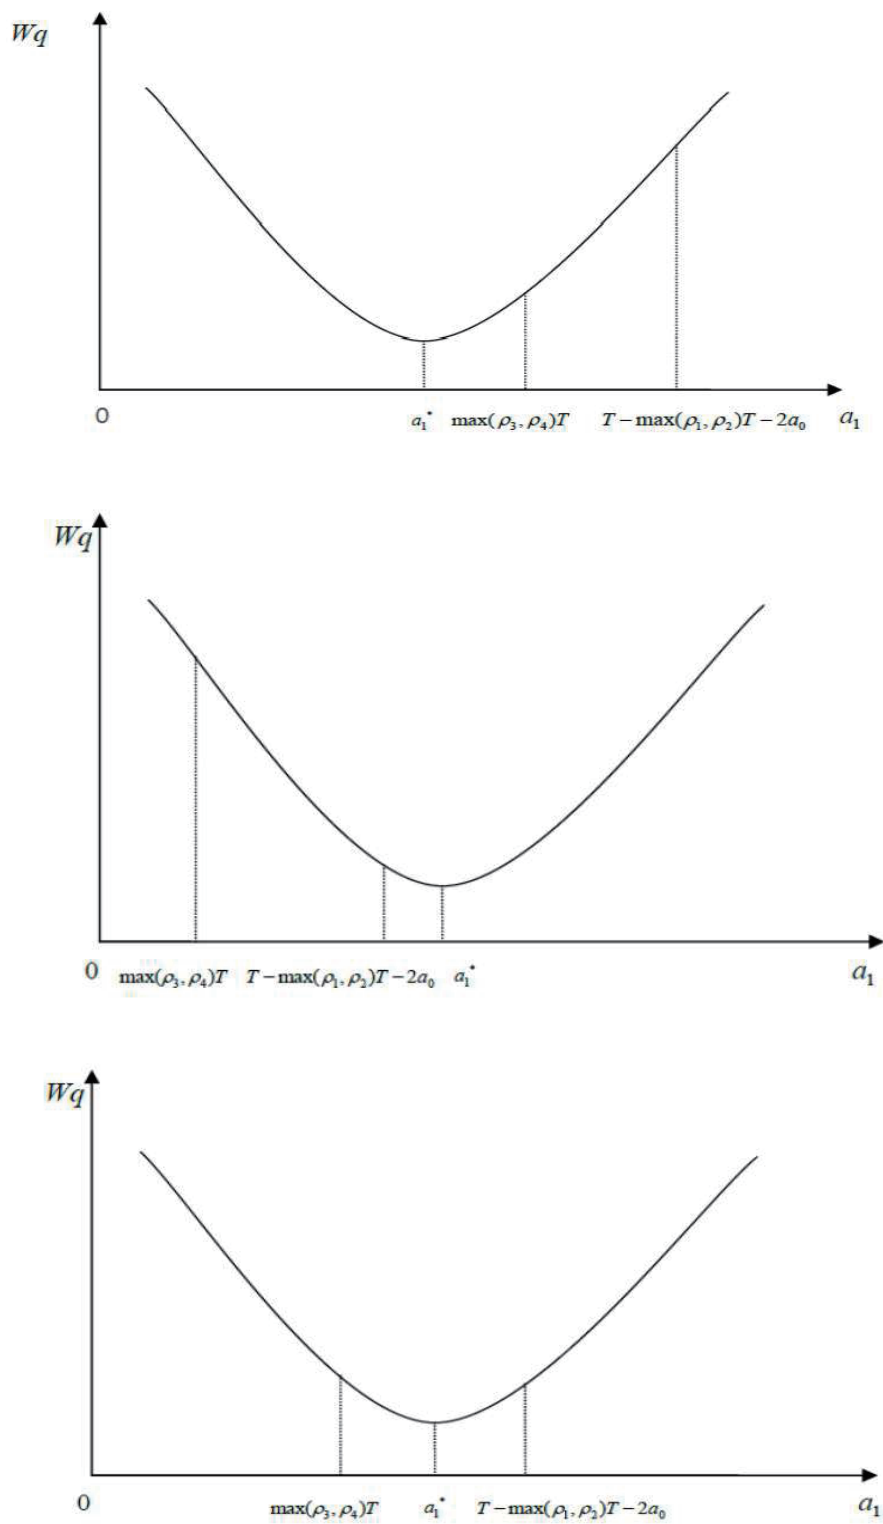 Wq
0 a₁* max(ρ₃, ρ₄)T T − max(ρ₁, ρ₂)T − 2a₀ a₁
Wq
0 max(ρ₃, ρ₄)T T − max(ρ₁, ρ₂)T − 2a₀ a₁* a₁
Wq
0 max(ρ₃, ρ₄)T a₁* T − max(ρ₁, ρ₂)T − 2a₀ a₁